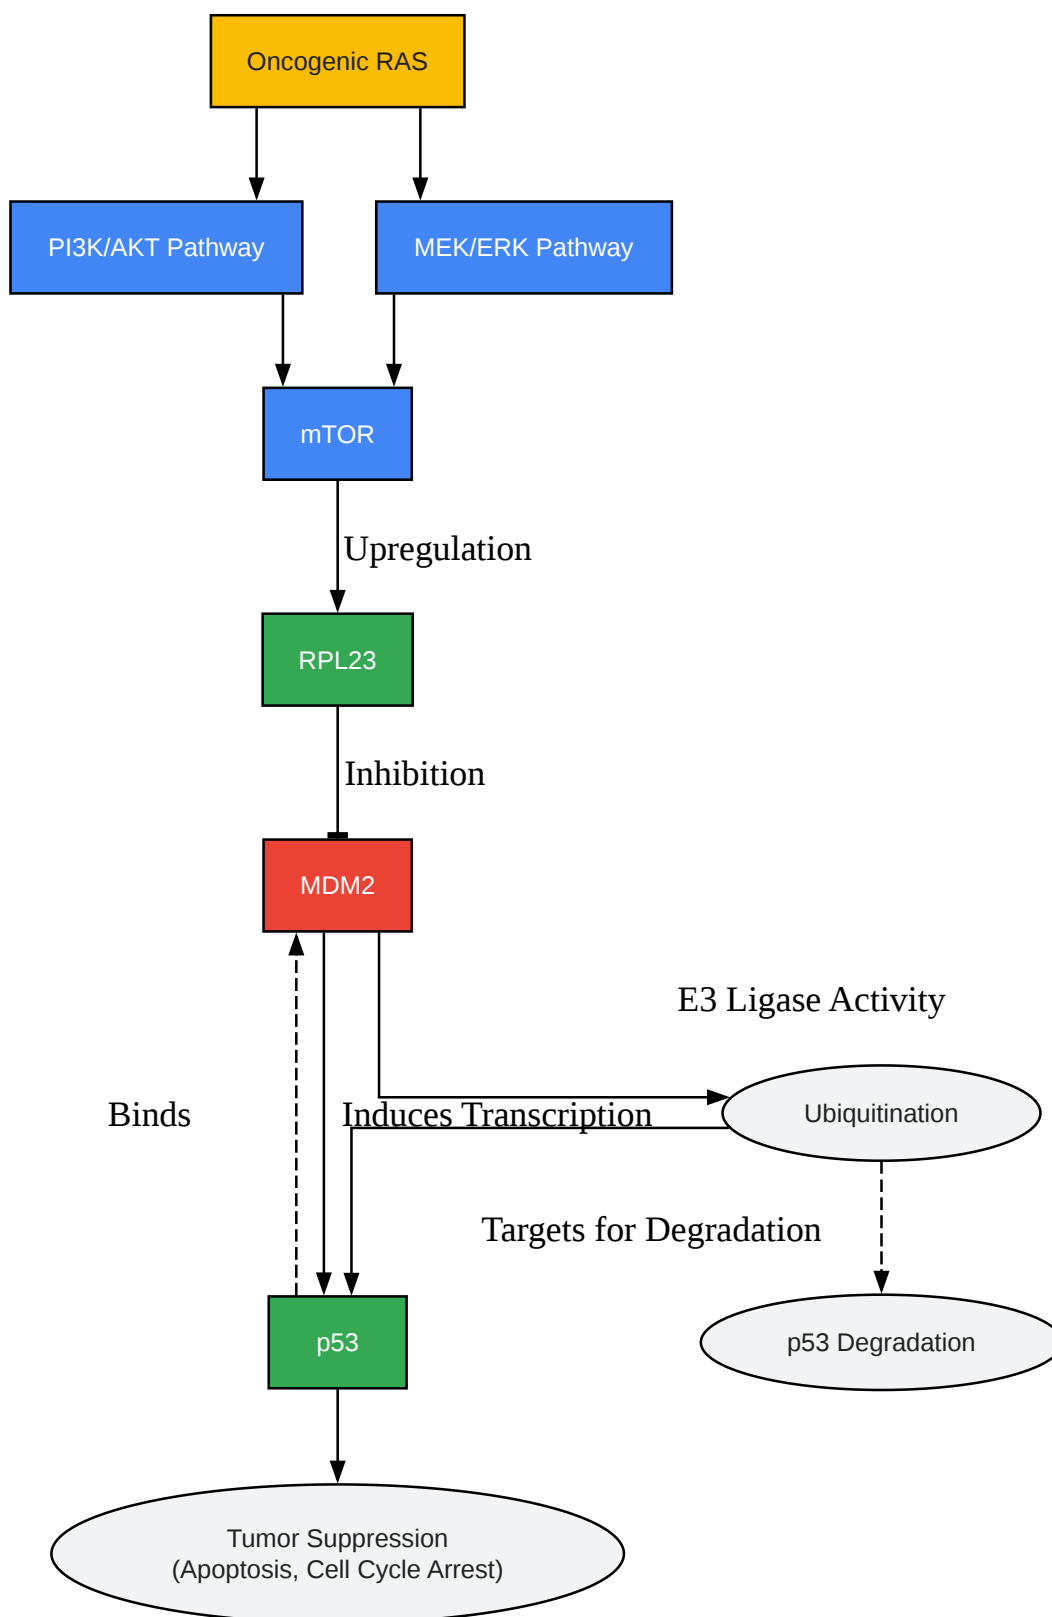 Oncogenic RAS
PI3K/AKT Pathway
MEK/ERK Pathway
mTOR
Upregulation
RPL23
Inhibition
MDM2
E3 Ligase Activity
Binds
Induces Transcription
Ubiquitination
Targets for Degradation
p53
p53 Degradation
Tumor Suppression
(Apoptosis, Cell Cycle Arrest)